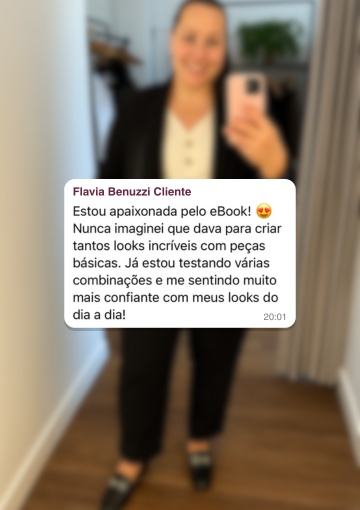 Flavia Benuzzi Cliente
Estou apaixonada pelo eBook! 😍
Nunca imaginei que dava para criar
tantos looks incríveis com peças
básicas. Já estou testando várias
combinações e me sentindo muito
mais confiante com meus looks do
dia a dia!
20:01